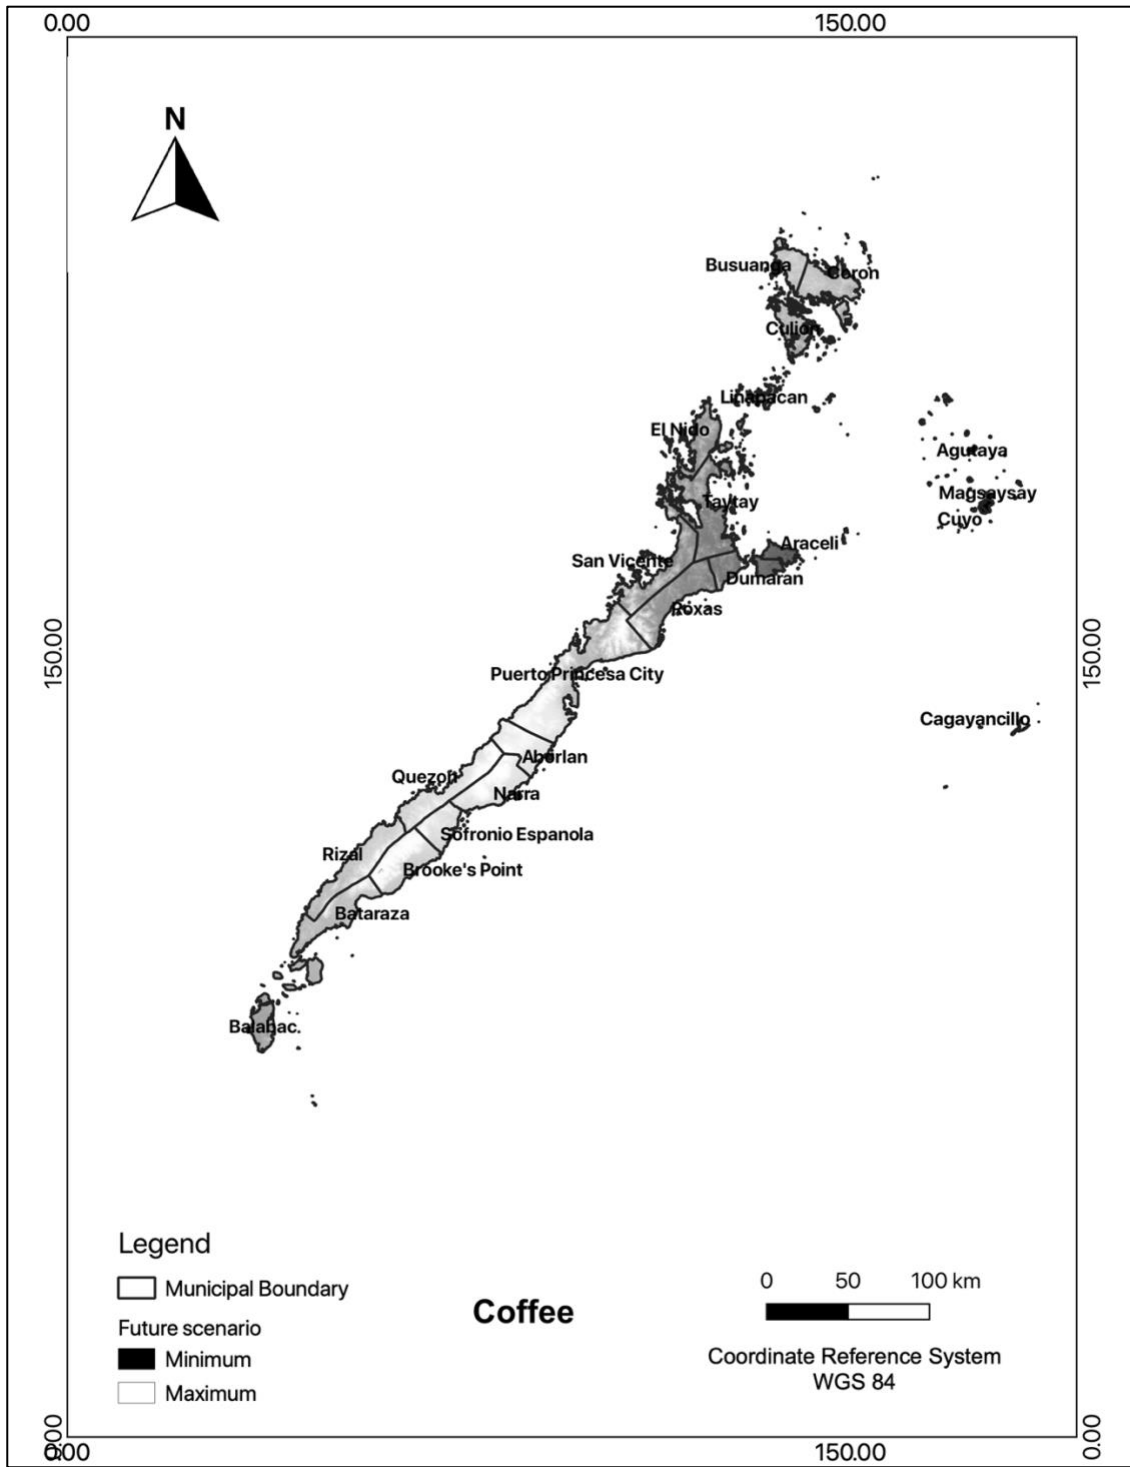 0.00 150.00
N
Busuanga
Coron
Culion
Linapacan
El Nido
Agutaya
Taytay
Magsaysay
Cuyo
Araceli
San Vicente
Dumaran
Roxas
150.00
150.00
Puerto Princesa City
Cagayancillo
Aborlan
Quezon
Narra
Sofronio Espanola
Rizal
Brooke's Point
Bataraza
Balabac
Legend
Municipal Boundary
Future scenario
Minimum
Maximum
Coffee
0 50 100 km
Coordinate Reference System
WGS 84
0.00
0.00
0.00 150.00